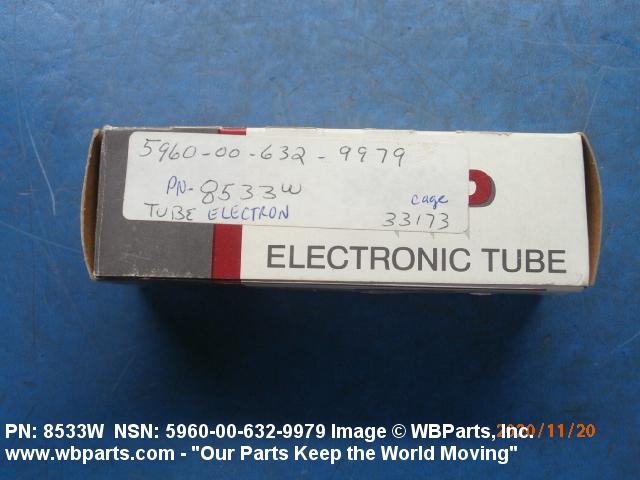 5960-00-632-9979
PN- 8533W
cage
TUBE ELECTRON
33173
ELECTRONIC TUBE
PN: 8533W NSN: 5960-00-632-9979 Image © WBParts, Inc.
2020/11/20
www.wbparts.com - "Our Parts Keep the World Moving"